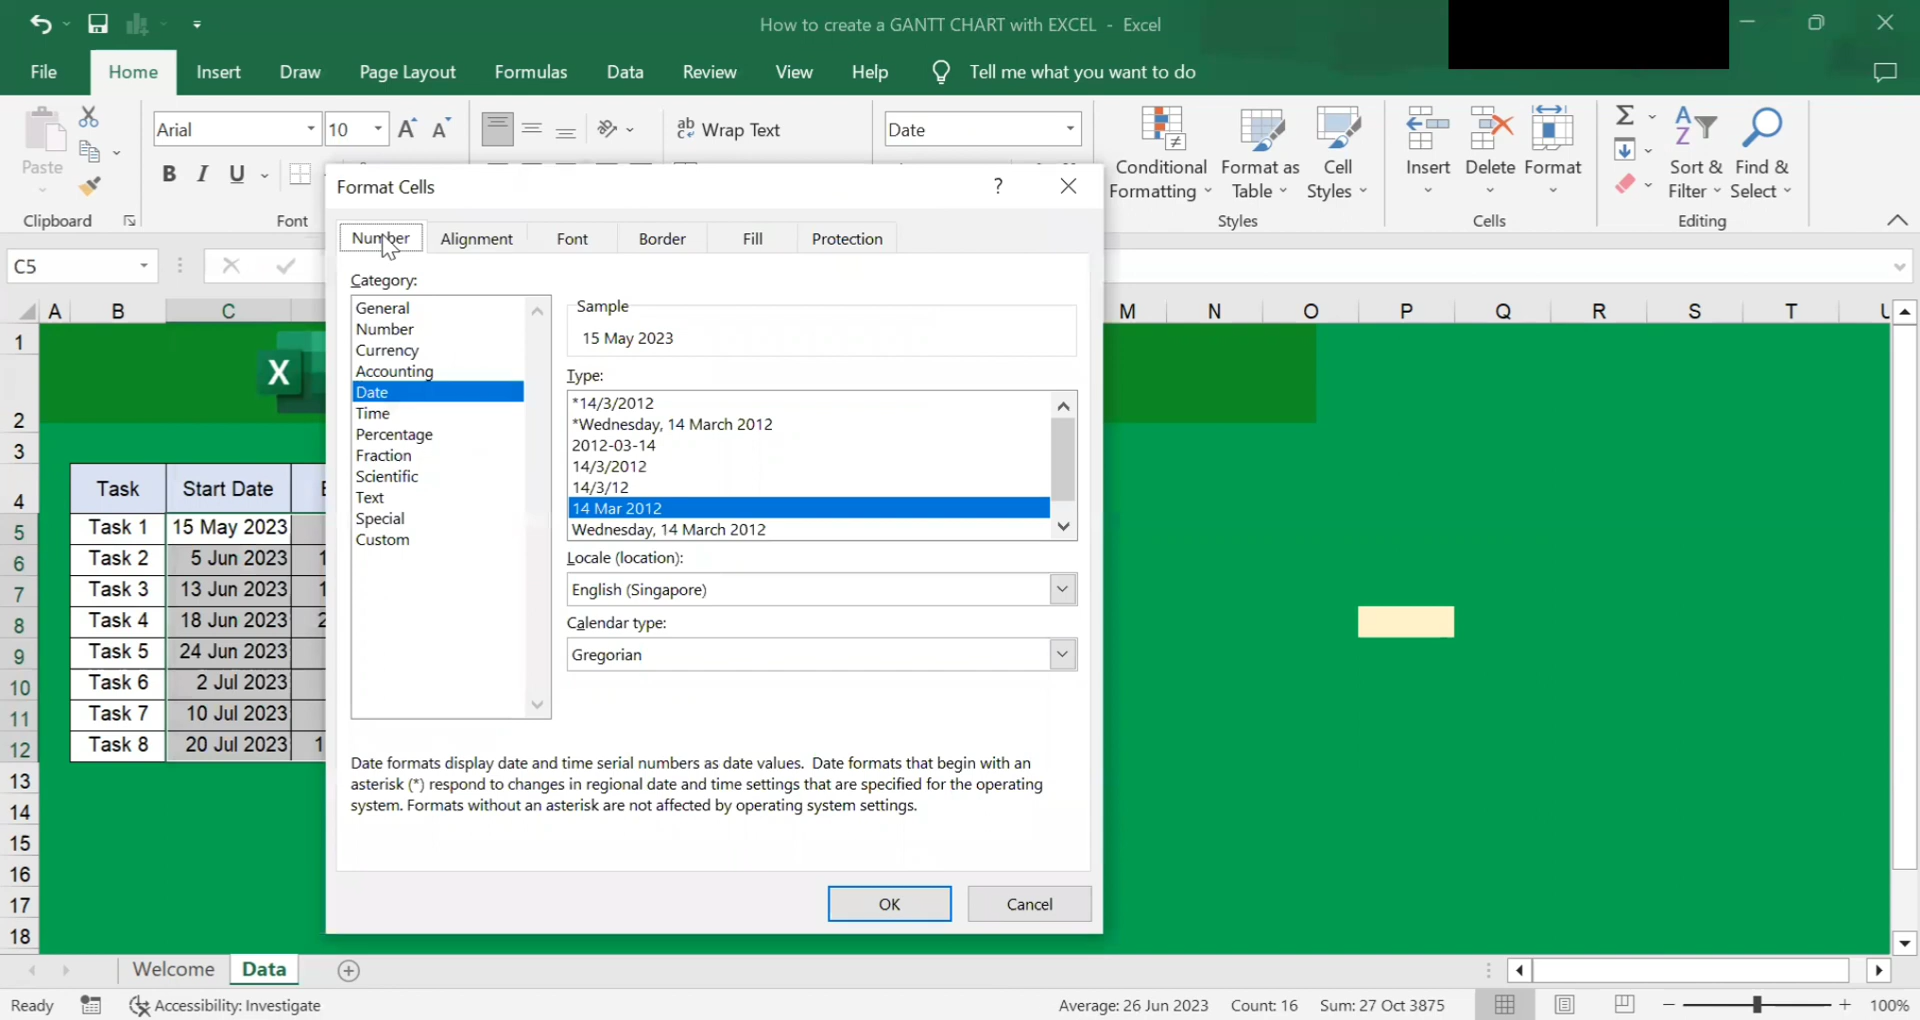 How to create a GANTT CHART with EXCEL - Excel
File Home Insert Draw Page Layout Formulas Data Review View Help Tell me what you want to do
Paste
Clipboard
Arial 10
B I U
Font
ab Wrap Text
Date
Conditional Formatting
Format as Table
Cell Styles
Styles
Insert Delete Format
Cells
Sort & Filter
Find & Select
Editing
C5
Format Cells ?
Number Alignment Font Border Fill Protection
Category:
General
Number
Currency
Accounting
Date
Time
Percentage
Fraction
Scientific
Text
Special
Custom
Sample
15 May 2023
Type:
*14/3/2012
*Wednesday, 14 March 2012
2012-03-14
14/3/2012
14/3/12
14 Mar 2012
Wednesday, 14 March 2012
Locale (location):
English (Singapore)
Calendar type:
Gregorian
Date formats display date and time serial numbers as date values. Date formats that begin with an
asterisk (*) respond to changes in regional date and time settings that are specified for the operating
system. Formats without an asterisk are not affected by operating system settings.
OK Cancel
A B C M N O P Q R S T
1
X
2
3
4 Task Start Date
5 Task 1 15 May 2023
6 Task 2 5 Jun 2023 1
7 Task 3 13 Jun 2023 1
8 Task 4 18 Jun 2023 2
9 Task 5 24 Jun 2023
10 Task 6 2 Jul 2023
11 Task 7 10 Jul 2023
12 Task 8 20 Jul 2023 1
13
14
15
16
17
18
Welcome Data
Ready Accessibility: Investigate Average: 26 Jun 2023 Count: 16 Sum: 27 Oct 3875 100%